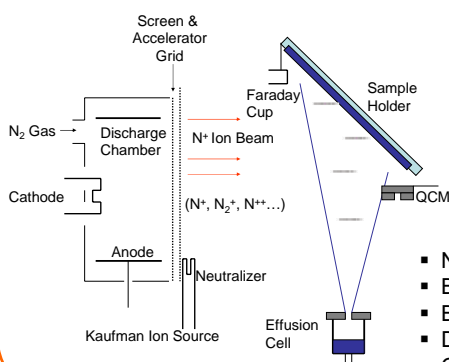 Screen &
Accelerator
Grid
N₂ Gas
Discharge
Chamber
Cathode
Anode
Kaufman Ion Source
Neutralizer
N⁺ Ion Beam
(N⁺, N₂⁺, N⁺⁺...)
Faraday
Cup
Sample
Holder
QCM
Effusion
Cell